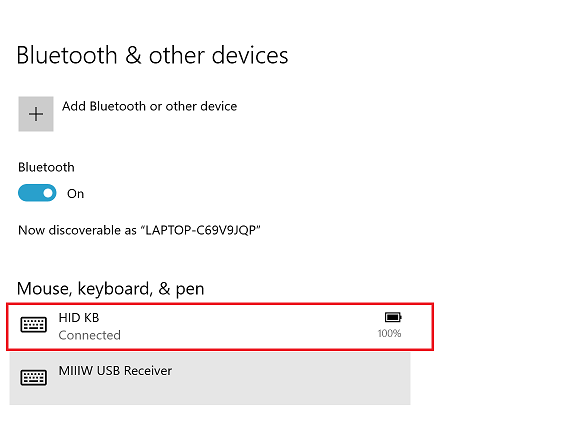 Bluetooth & other devices
Add Bluetooth or other device
Bluetooth
On
Now discoverable as “LAPTOP-C69V9JQP”
Mouse, keyboard, & pen
HID KB
Connected
100%
MIIIW USB Receiver